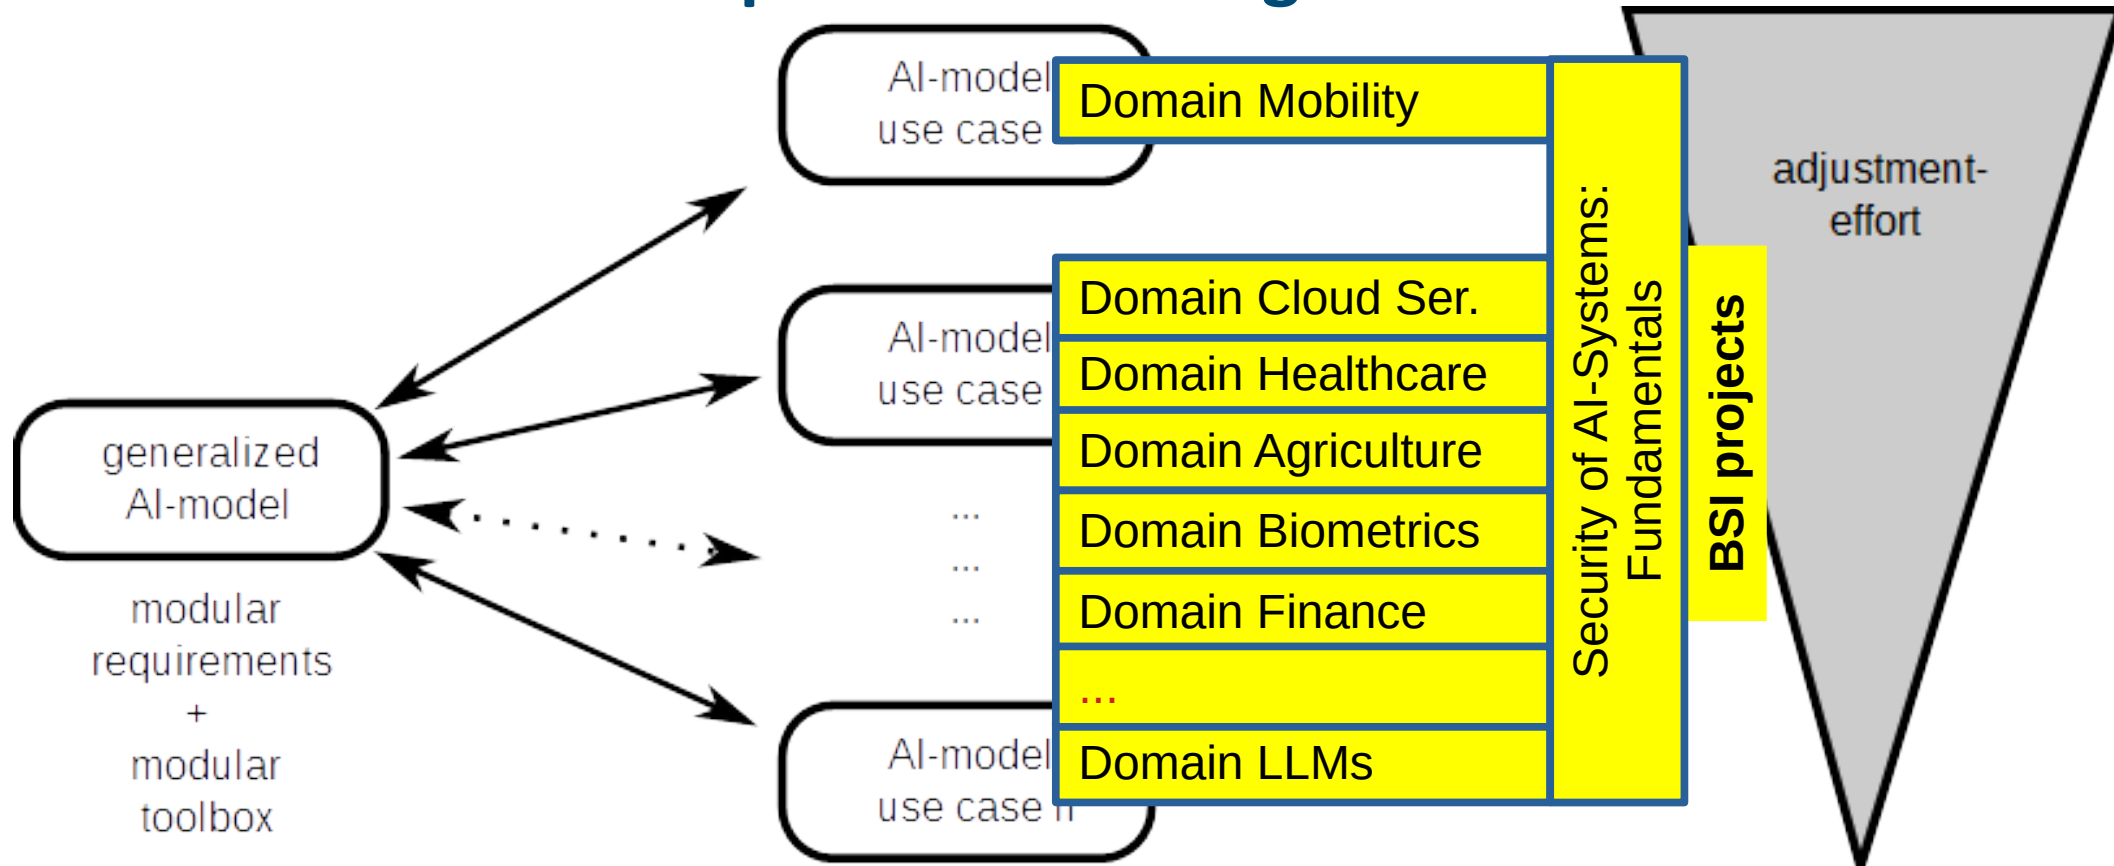 AI-model
use case
Domain Mobility
AI-model
use case
Domain Cloud Ser.
Domain Healthcare
Domain Agriculture
Domain Biometrics
Domain Finance
...
Domain LLMs
...
...
...
AI-model
use case n
generalized
AI-model
modular
requirements
+
modular
toolbox
Security of AI-Systems:
Fundamentals
BSI projects
adjustment-
effort